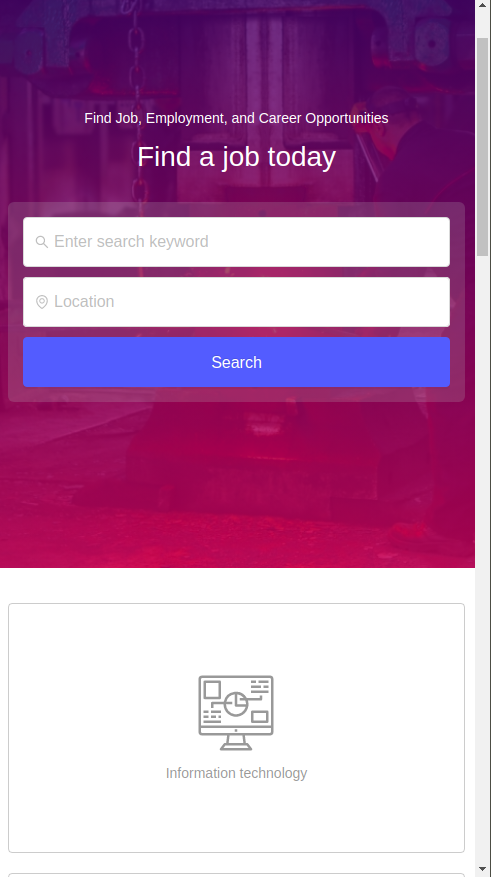 Find Job, Employment, and Career Opportunities
Find a job today
Enter search keyword
Location
Search
Information technology